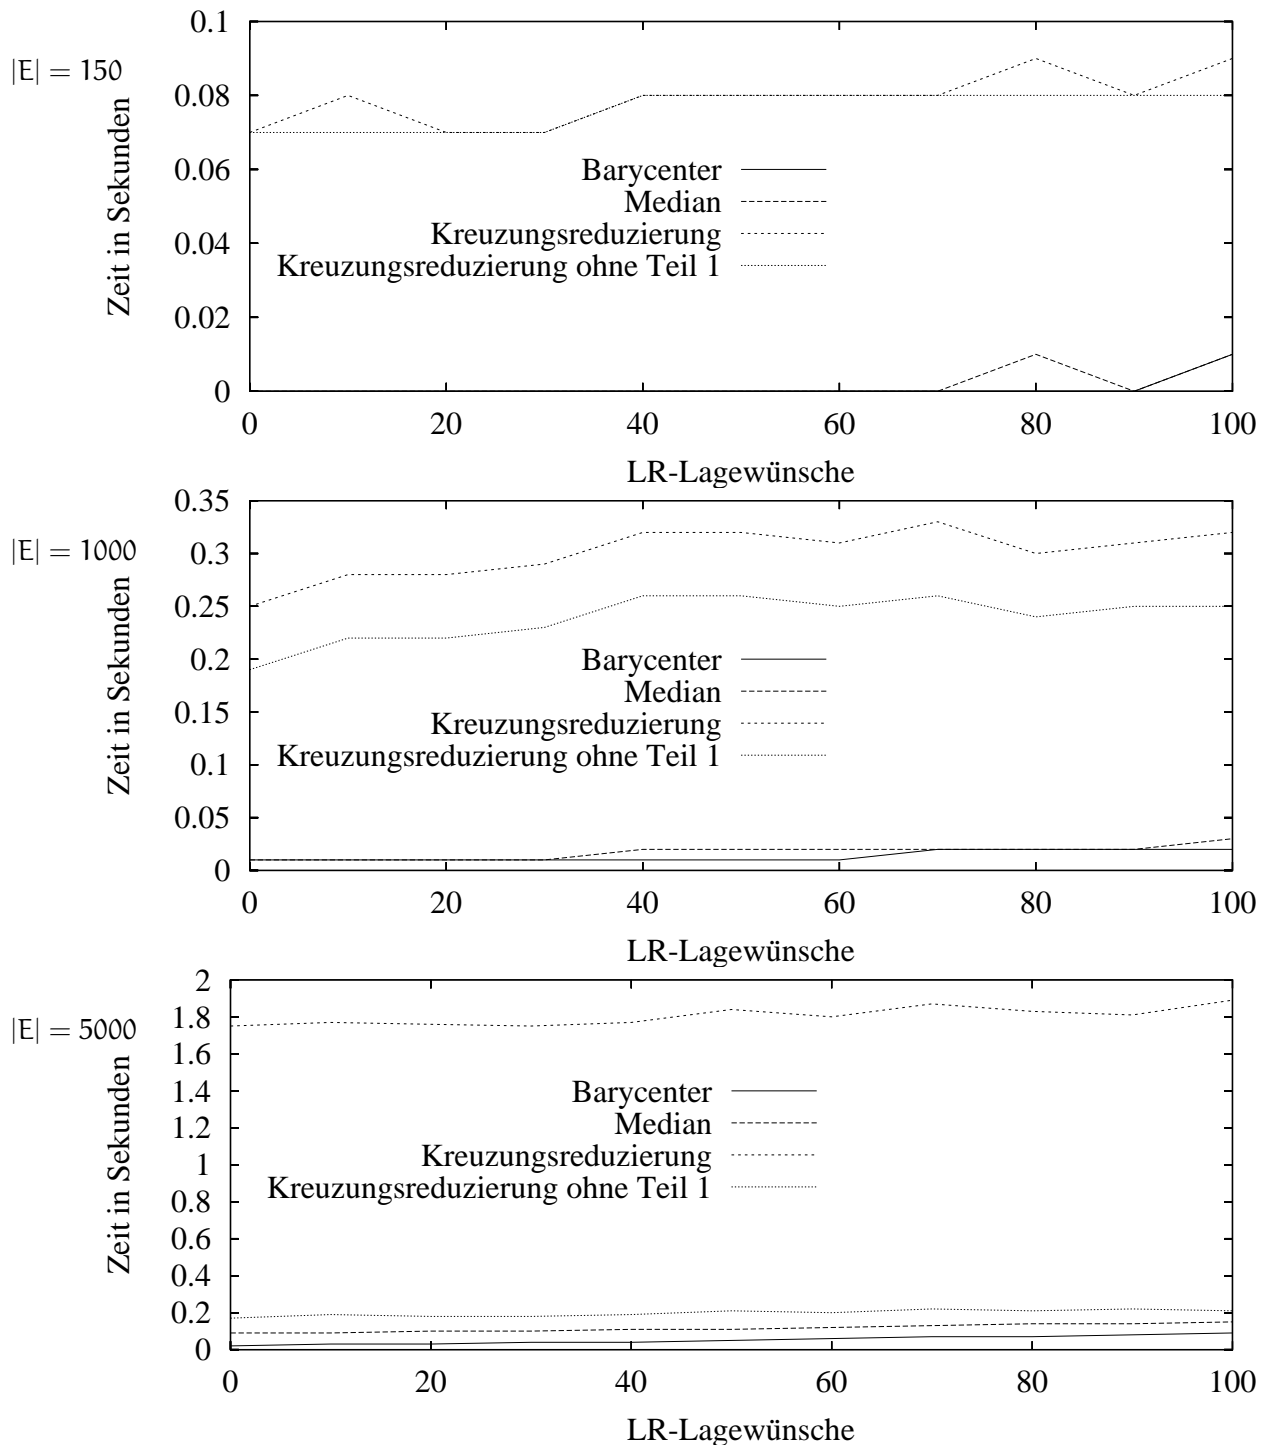 |E| = 150
Zeit in Sekunden
0.1
0.08
0.06
0.04
0.02
0
Barycenter
Median
Kreuzungsreduzierung
Kreuzungsreduzierung ohne Teil 1
0 20 40 60 80 100
LR-Lagewünsche
|E| = 1000
Zeit in Sekunden
0.35
0.3
0.25
0.2
0.15
0.1
0.05
0
Barycenter
Median
Kreuzungsreduzierung
Kreuzungsreduzierung ohne Teil 1
0 20 40 60 80 100
LR-Lagewünsche
|E| = 5000
Zeit in Sekunden
2
1.8
1.6
1.4
1.2
1
0.8
0.6
0.4
0.2
0
Barycenter
Median
Kreuzungsreduzierung
Kreuzungsreduzierung ohne Teil 1
0 20 40 60 80 100
LR-Lagewünsche